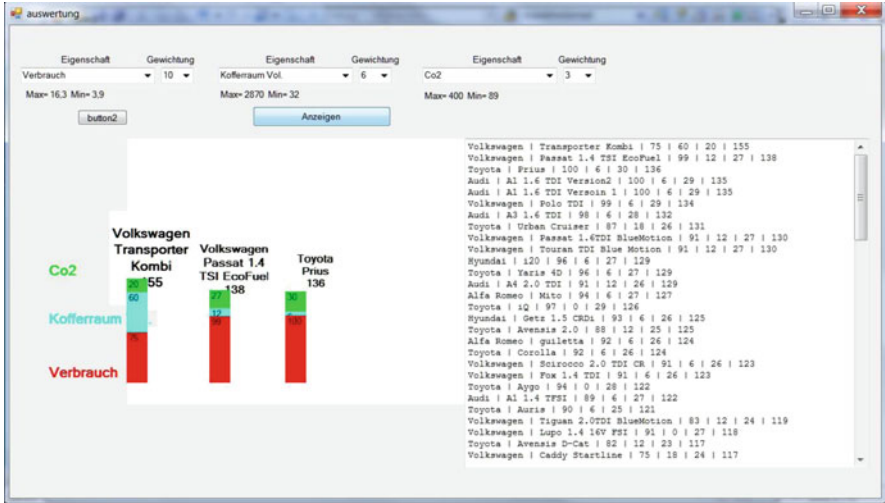 auswertung
Eigenschaft Gewichtung Eigenschaft Gewichtung Eigenschaft Gewichtung
Verbrauch 10 Kofferraum Vol. 6 Co2 3
Max= 16,3 Min= 3,9 Max= 2870 Min= 32 Max= 400 Min= 89
button2 Anzeigen
Volkswagen
Transporter
Kombi
155
Volkswagen
Passat 1.4
TSI EcoFuel
138
Toyota
Prius
136
Co2
Kofferraum
Verbrauch
20
60
75
27
12
99
30
100
Volkswagen | Transporter Kombi | 75 | 60 | 20 | 155
Volkswagen | Passat 1.4 TSI EcoFuel | 99 | 12 | 27 | 138
Toyota | Prius | 100 | 6 | 30 | 136
Audi | A1 1.6 TDI Version2 | 100 | 6 | 29 | 135
Audi | A1 1.6 TDI Versoin 1 | 100 | 6 | 29 | 135
Volkswagen | Polo TDI | 99 | 6 | 29 | 134
Audi | A3 1.6 TDI | 98 | 6 | 28 | 132
Toyota | Urban Cruiser | 87 | 18 | 26 | 131
Volkswagen | Passat 1.6TDI BlueMotion | 91 | 12 | 27 | 130
Volkswagen | Touran TDI Blue Motion | 91 | 12 | 27 | 130
Hyundai | i20 | 96 | 6 | 27 | 129
Toyota | Yaris 4D | 96 | 6 | 27 | 129
Audi | A4 2.0 TDI | 91 | 12 | 26 | 129
Alfa Romeo | Mito | 94 | 6 | 27 | 127
Toyota | iQ | 97 | 0 | 29 | 126
Hyundai | Getz 1.5 CRDi | 93 | 6 | 26 | 125
Toyota | Avensis 2.0 | 88 | 12 | 25 | 125
Alfa Romeo | guiletta | 92 | 6 | 26 | 124
Toyota | Corolla | 92 | 6 | 26 | 124
Volkswagen | Scirocco 2.0 TDI CR | 91 | 6 | 26 | 123
Volkswagen | Fox 1.4 TDI | 91 | 6 | 26 | 123
Toyota | Aygo | 94 | 0 | 28 | 122
Audi | A1 1.4 TFSI | 89 | 6 | 27 | 122
Toyota | Auris | 90 | 6 | 25 | 121
Volkswagen | Tiguan 2.0TDI BlueMotion | 83 | 12 | 24 | 119
Volkswagen | Lupo 1.4 16V FSI | 91 | 0 | 27 | 118
Toyota | Avensis D-Cat | 82 | 12 | 23 | 117
Volkswagen | Caddy Startline | 75 | 18 | 24 | 117